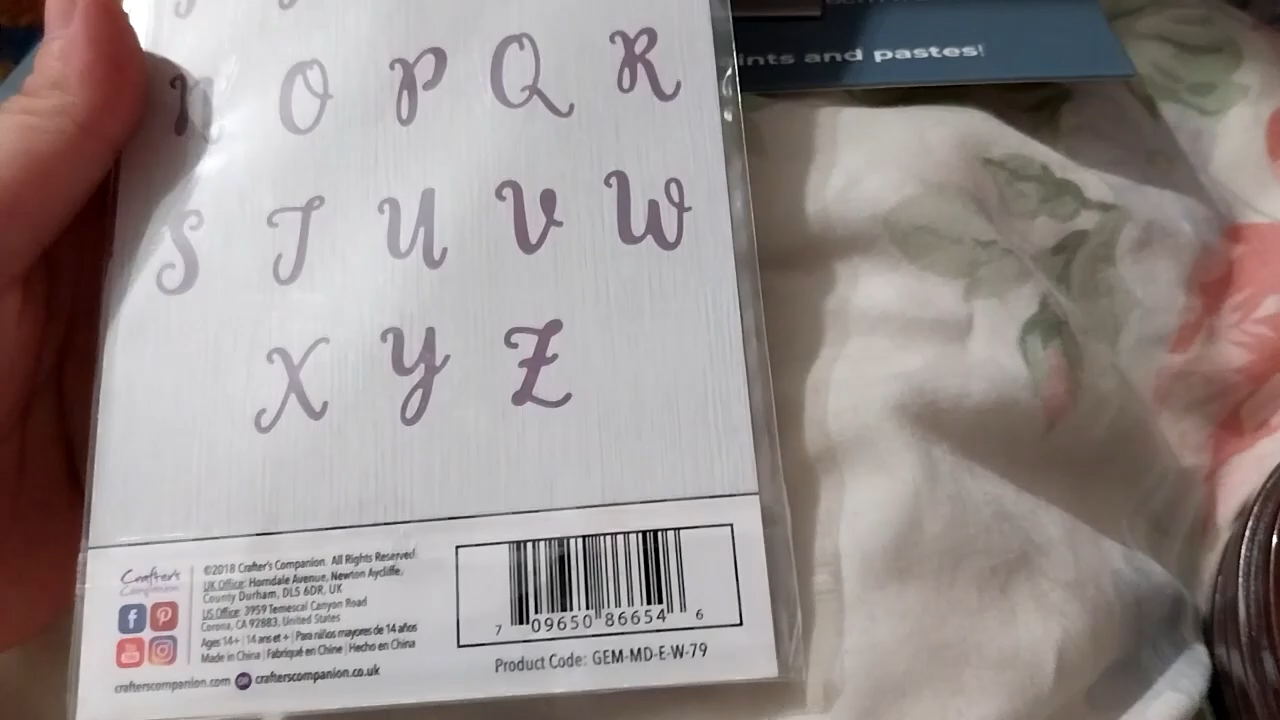 ints and pastes!
n O P Q R
S T U V W
X Y Z
Crafter's
Companion
©2018 Crafter's Companion. All Rights Reserved.
UK Office: Horndale Avenue, Newton Aycliffe,
County Durham, DL5 6DR, UK
US Office: 3959 Temescal Canyon Road
Corona, CA 92883, United States
Ages 14+ | 14 ans et + | Para niños mayores de 14 años
Made in China | Fabriqué en Chine | Hecho en China
crafterscompanion.com OR crafterscompanion.co.uk
7 09650 86654 6
Product Code: GEM-MD-E-W-79